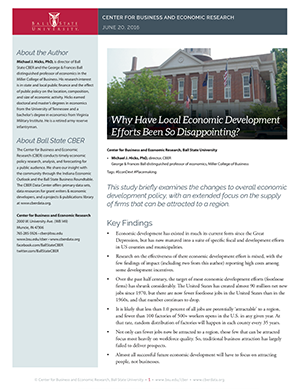 BALL STATE
UNIVERSITY
CENTER FOR BUSINESS AND ECONOMIC RESEARCH
JUNE 20, 2016
About the Author
Michael J. Hicks, PhD, is director of Ball
State CBER and the George & Frances Ball
distinguished professor of economics in the
Miller College of Business. His research interest
is in state and local public finance and the effect
of public policy on the location, composition,
and size of economic activity. Hicks earned
doctoral and master's degrees in economics
from the University of Tennessee and a
bachelor's degree in economics from Virginia
Military Institute. He is a retired army reserve
infantryman.
About Ball State CBER
The Center for Business and Economic
Research (CBER) conducts timely economic
policy research, analysis, and forecasting for
a public audience. We share our insight with
the community through the Indiana Economic
Outlook and the Ball State Business Roundtable.
The CBER Data Center offers primary data sets,
data resources for grant writers & economic
developers, and projects & publications library
at www.cberdata.org.
Center for Business and Economic Research
2000 W. University Ave. (WB 149)
Muncie, IN 47306
765-285-5926 • cber@bsu.edu
www.bsu.edu/cber • www.cberdata.org
facebook.com/BallStateCBER
twitter.com/BallStateCBER
Why Have Local Economic Development
Efforts Been So Disappointing?
Center for Business and Economic Research, Ball State University
• Michael J. Hicks, PhD, director, CBER
George & Frances Ball distinguished professor of economics, Miller College of Business
Tags: #EconDev #Placemaking
This study briefly examines the changes to overall economic
development policy, with an extended focus on the supply
of firms that can be attracted to a region.
Key Findings
• Economic development has existed in much its current form since the Great
Depression, but has now matured into a suite of specific fiscal and development efforts
in US counties and municipalities.
• Research on the effectiveness of these economic development effort is mixed, with the
few findings of impact (including two from this author) reporting high costs among
some development incentives.
• Over the past half century, the target of most economic development efforts (footloose
firms) has shrunk considerably. The United States has created almost 90 million net new
jobs since 1970, but there are now fewer footloose jobs in the United States than in the
1960s, and that number continues to drop.
• It is likely that less than 1.0 percent of all jobs are potentially 'attractable' to a region,
and fewer than 100 factories of 500+ workers opens in the U.S. in any given year. At
that rate, random distribution of factories will happen in each county every 35 years.
• Not only can fewer jobs now be attracted to a region, those few that can be attracted
focus most heavily on workforce quality. So, traditional business attraction has largely
failed to deliver prospects.
• Almost all successful future economic development will have to focus on attracting
people, not businesses.
© Center for Business and Economic Research, Ball State University • 1 • www.bsu.edu/cber • www.cberdata.org